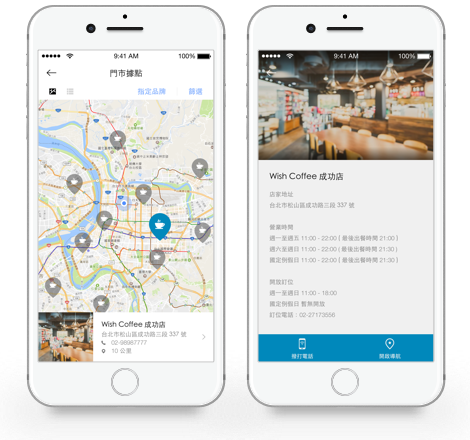 9:41 AM
100%
門市據點
指定品牌
篩選
Wish Coffee 成功店
台北市松山區成功路三段 337 號
02-98967777
10 公里
9:41 AM
100%
Wish Coffee 成功店
店家地址
台北市松山區成功路三段 337 號
營業時間
週一至週五 11:00 - 22:00 ( 最後出餐時間 21:00 )
週六至週日 11:00 - 22:00 ( 最後出餐時間 21:00 )
國定假日 11:00 - 22:00 ( 最後出餐時間 21:00 )
開放訂位
週一至週日 11:00 - 18:00
國定假日 暫無開放
訂位電話：02-27173556
撥打電話
開啟導航